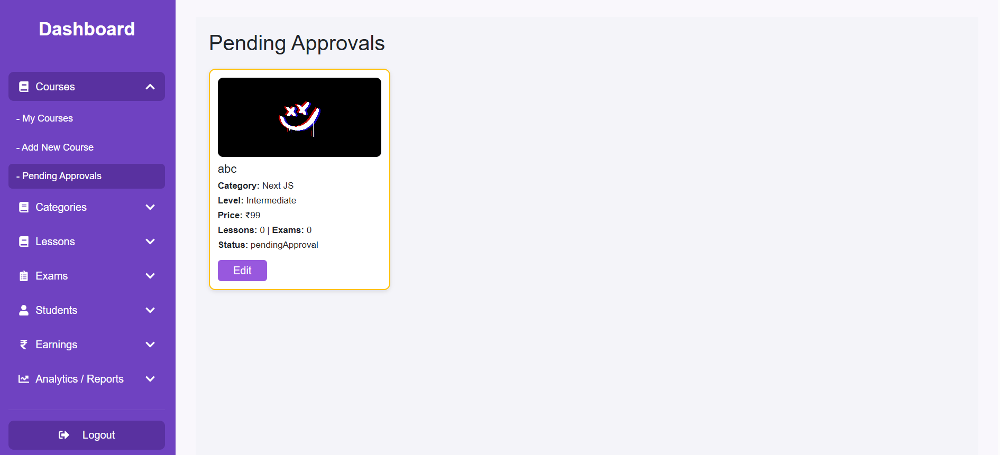 Dashboard
Courses
- My Courses
- Add New Course
- Pending Approvals
Categories
Lessons
Exams
Students
Earnings
Analytics / Reports
Logout
Pending Approvals
abc
Category: Next JS
Level: Intermediate
Price: ₹99
Lessons: 0 | Exams: 0
Status: pendingApproval
Edit